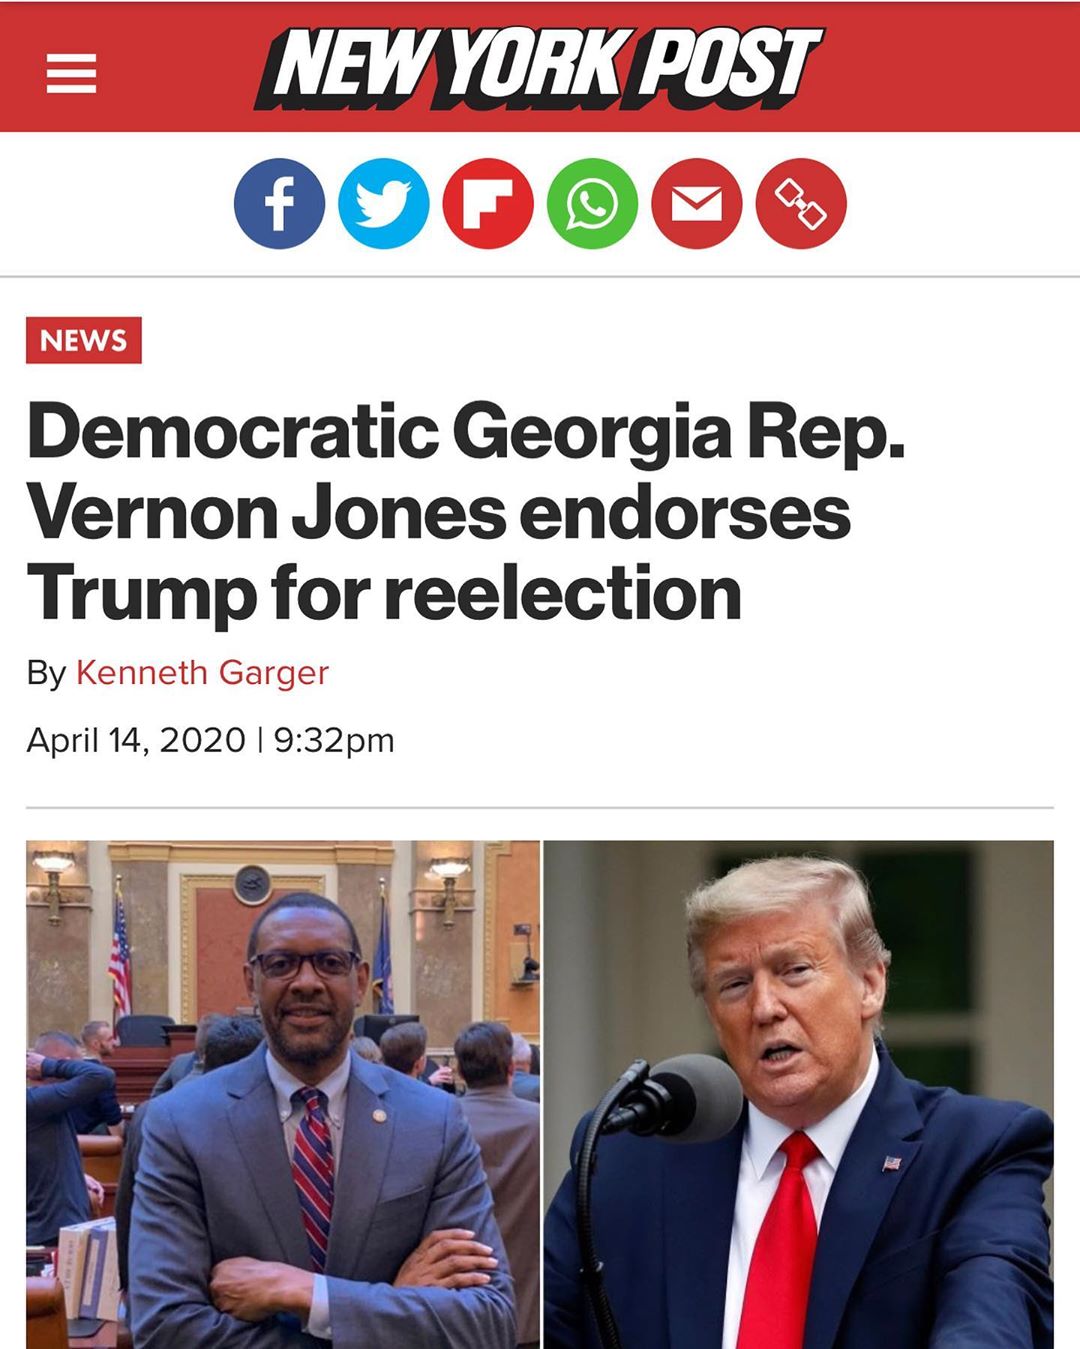 NEW YORK POST
NEWS
Democratic Georgia Rep.
Vernon Jones endorses
Trump for reelection
By Kenneth Garger
April 14, 2020 | 9:32pm